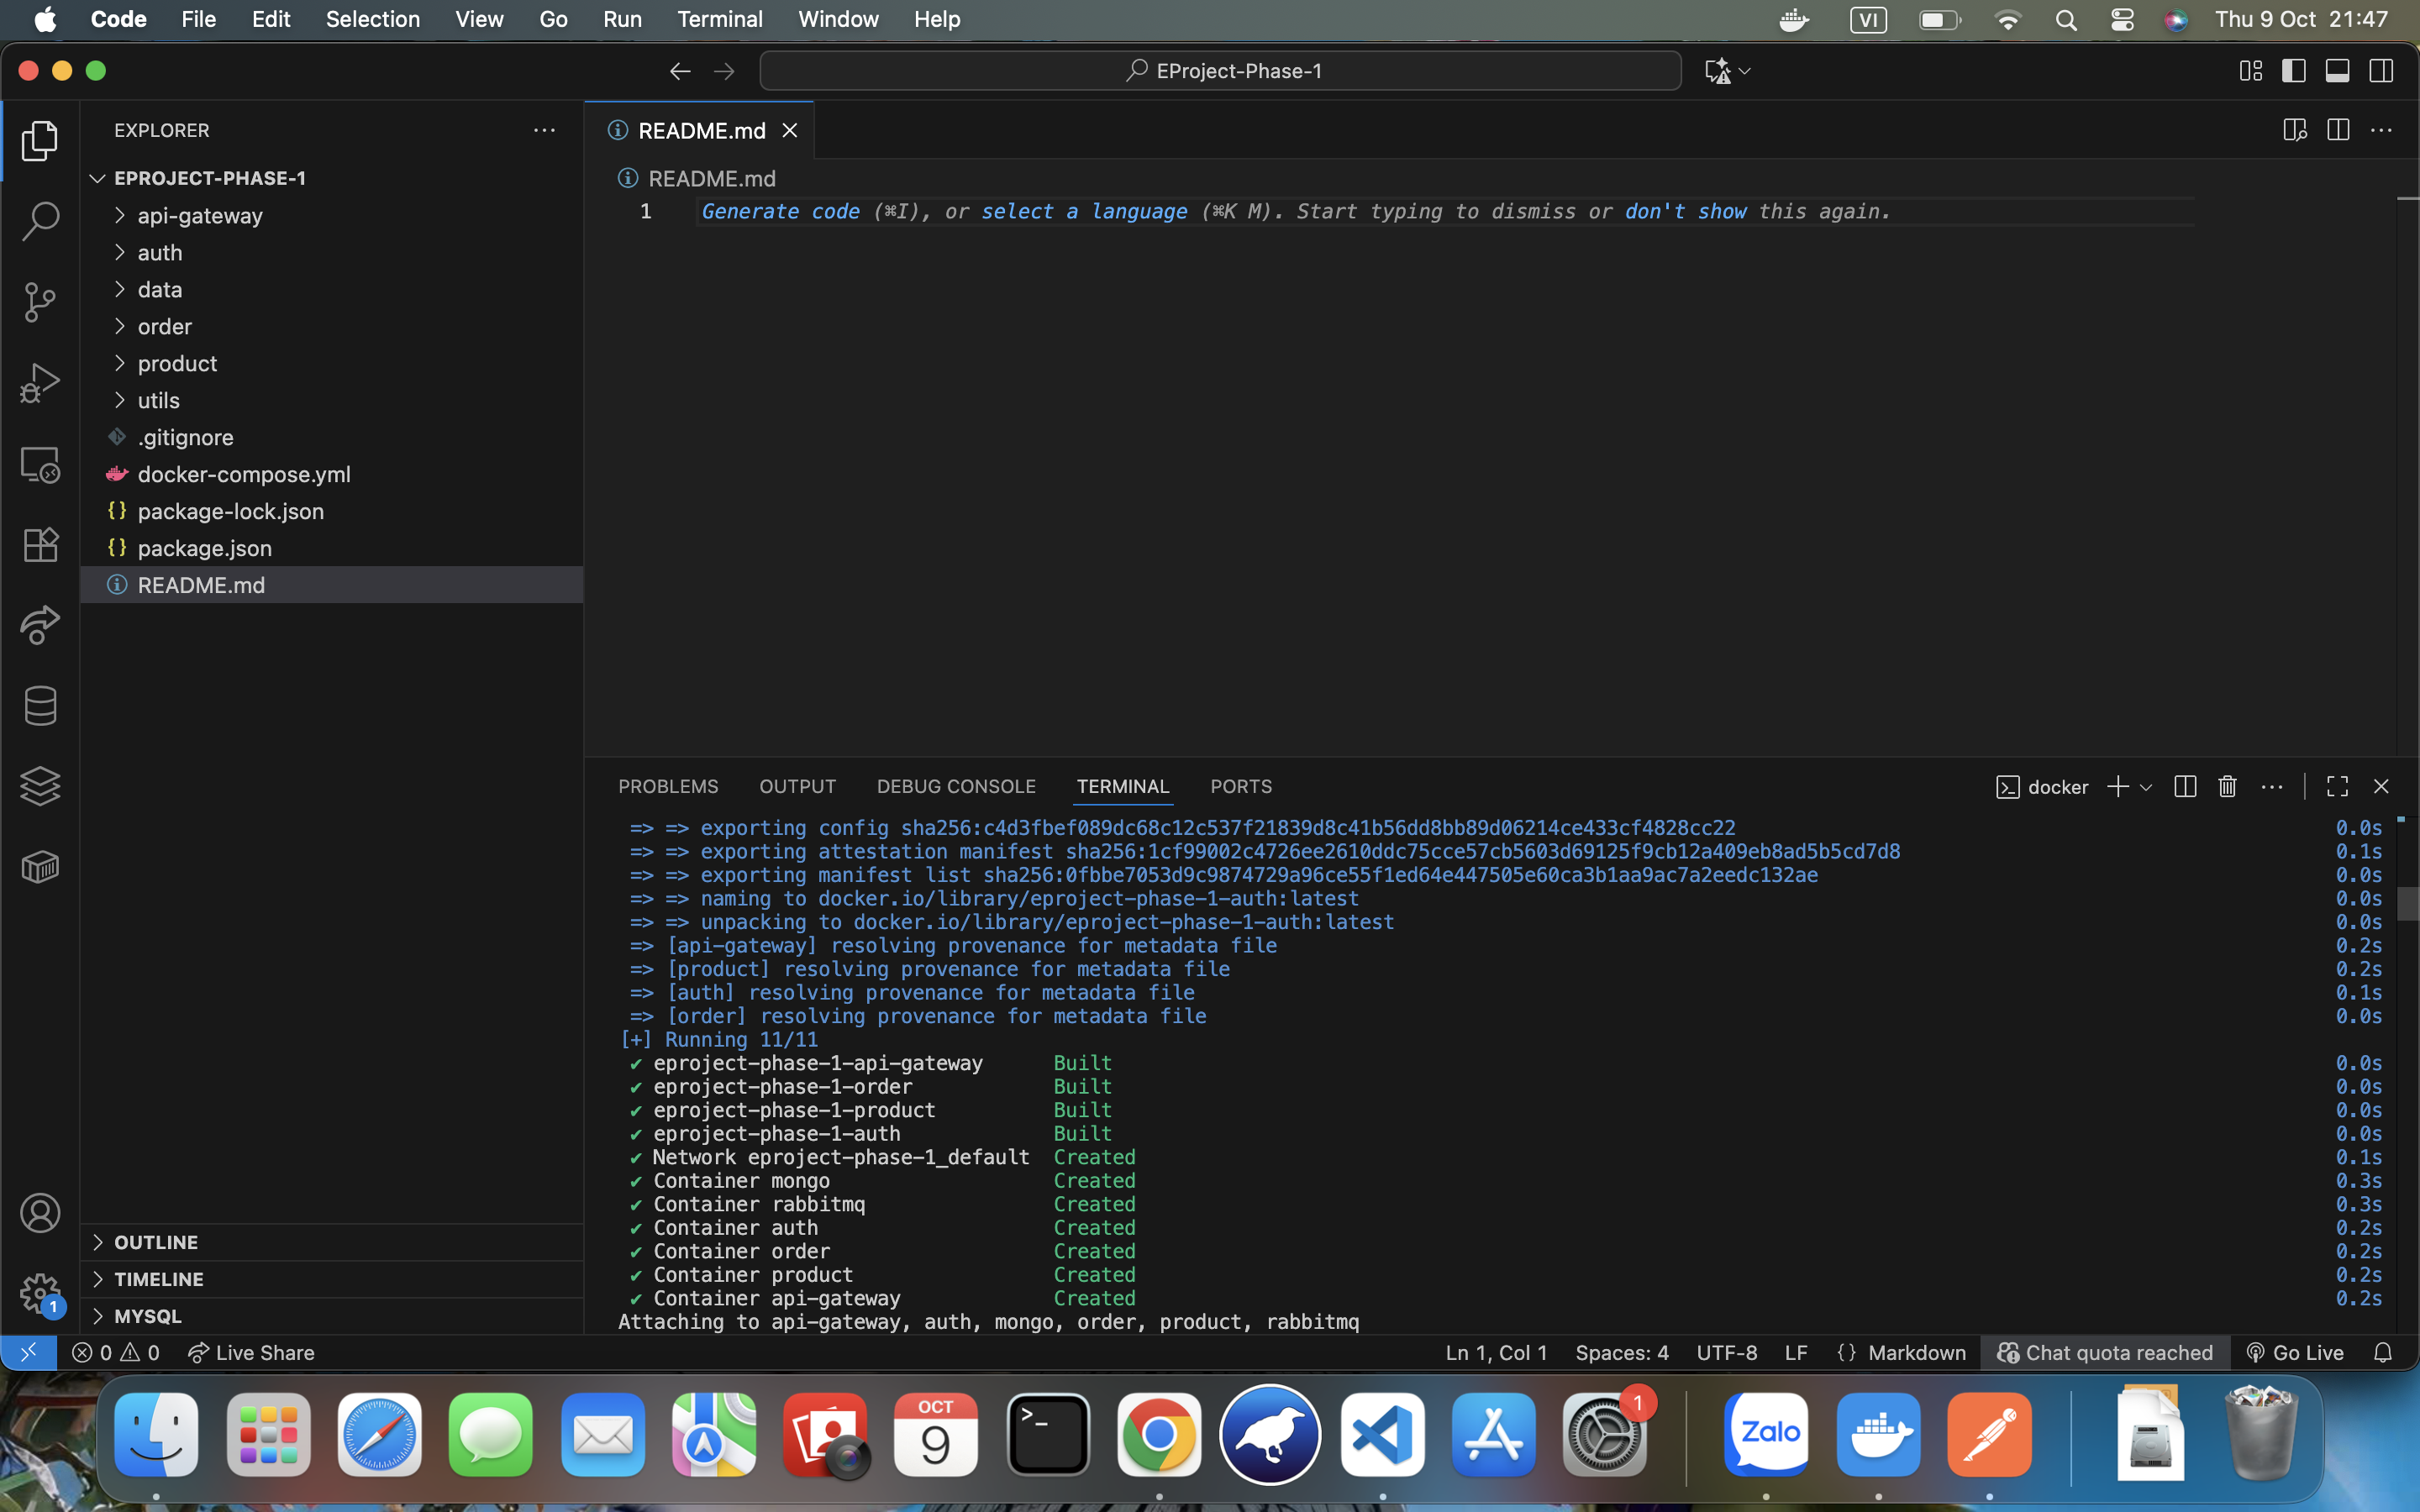 Code File Edit Selection View Go Run Terminal Window Help VI Thu 9 Oct 21:47
EProject-Phase-1
EXPLORER
README.md
EPROJECT-PHASE-1
README.md
api-gateway
1 Generate code (⌘I), or select a language (⌘K M). Start typing to dismiss or don't show this again.
auth
data
order
product
utils
.gitignore
docker-compose.yml
{} package-lock.json
{} package.json
README.md
PROBLEMS OUTPUT DEBUG CONSOLE TERMINAL PORTS docker
=> => exporting config sha256:c4d3fbef089dc68c12c537f21839d8c41b56dd8bb89d06214ce433cf4828cc22 0.0s
=> => exporting attestation manifest sha256:1cf99002c4726ee2610ddc75cce57cb5603d69125f9cb12a409eb8ad5b5cd7d8 0.1s
=> => exporting manifest list sha256:0fbbe7053d9c9874729a96ce55f1ed64e447505e60ca3b1aa9ac7a2eedc132ae 0.0s
=> => naming to docker.io/library/eproject-phase-1-auth:latest 0.0s
=> => unpacking to docker.io/library/eproject-phase-1-auth:latest 0.0s
=> [api-gateway] resolving provenance for metadata file 0.2s
=> [product] resolving provenance for metadata file 0.2s
=> [auth] resolving provenance for metadata file 0.1s
=> [order] resolving provenance for metadata file 0.0s
[+] Running 11/11
✔ eproject-phase-1-api-gateway Built 0.0s
✔ eproject-phase-1-order Built 0.0s
✔ eproject-phase-1-product Built 0.0s
✔ eproject-phase-1-auth Built 0.0s
✔ Network eproject-phase-1_default Created 0.1s
✔ Container mongo Created 0.3s
✔ Container rabbitmq Created 0.3s
✔ Container auth Created 0.2s
✔ Container order Created 0.2s
✔ Container product Created 0.2s
✔ Container api-gateway Created 0.2s
Attaching to api-gateway, auth, mongo, order, product, rabbitmq
OUTLINE
TIMELINE
MYSQL
1
0 0 Live Share Ln 1, Col 1 Spaces: 4 UTF-8 LF {} Markdown Chat quota reached Go Live
OCT
9
1
Zalo